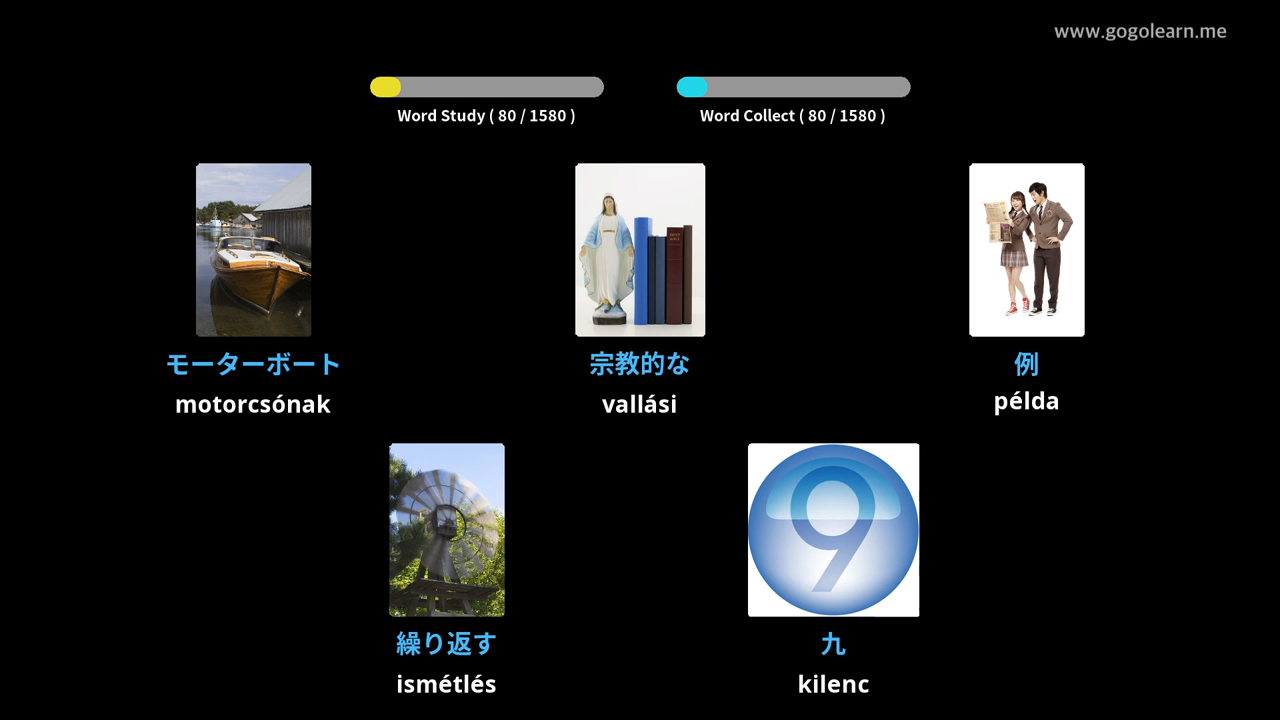 www.gogolearn.me
Word Study ( 80 / 1580 )
Word Collect ( 80 / 1580 )
モーターボート
motorcsónak
宗教的な
vallási
例
példa
9
繰り返す
ismétlés
九
kilenc